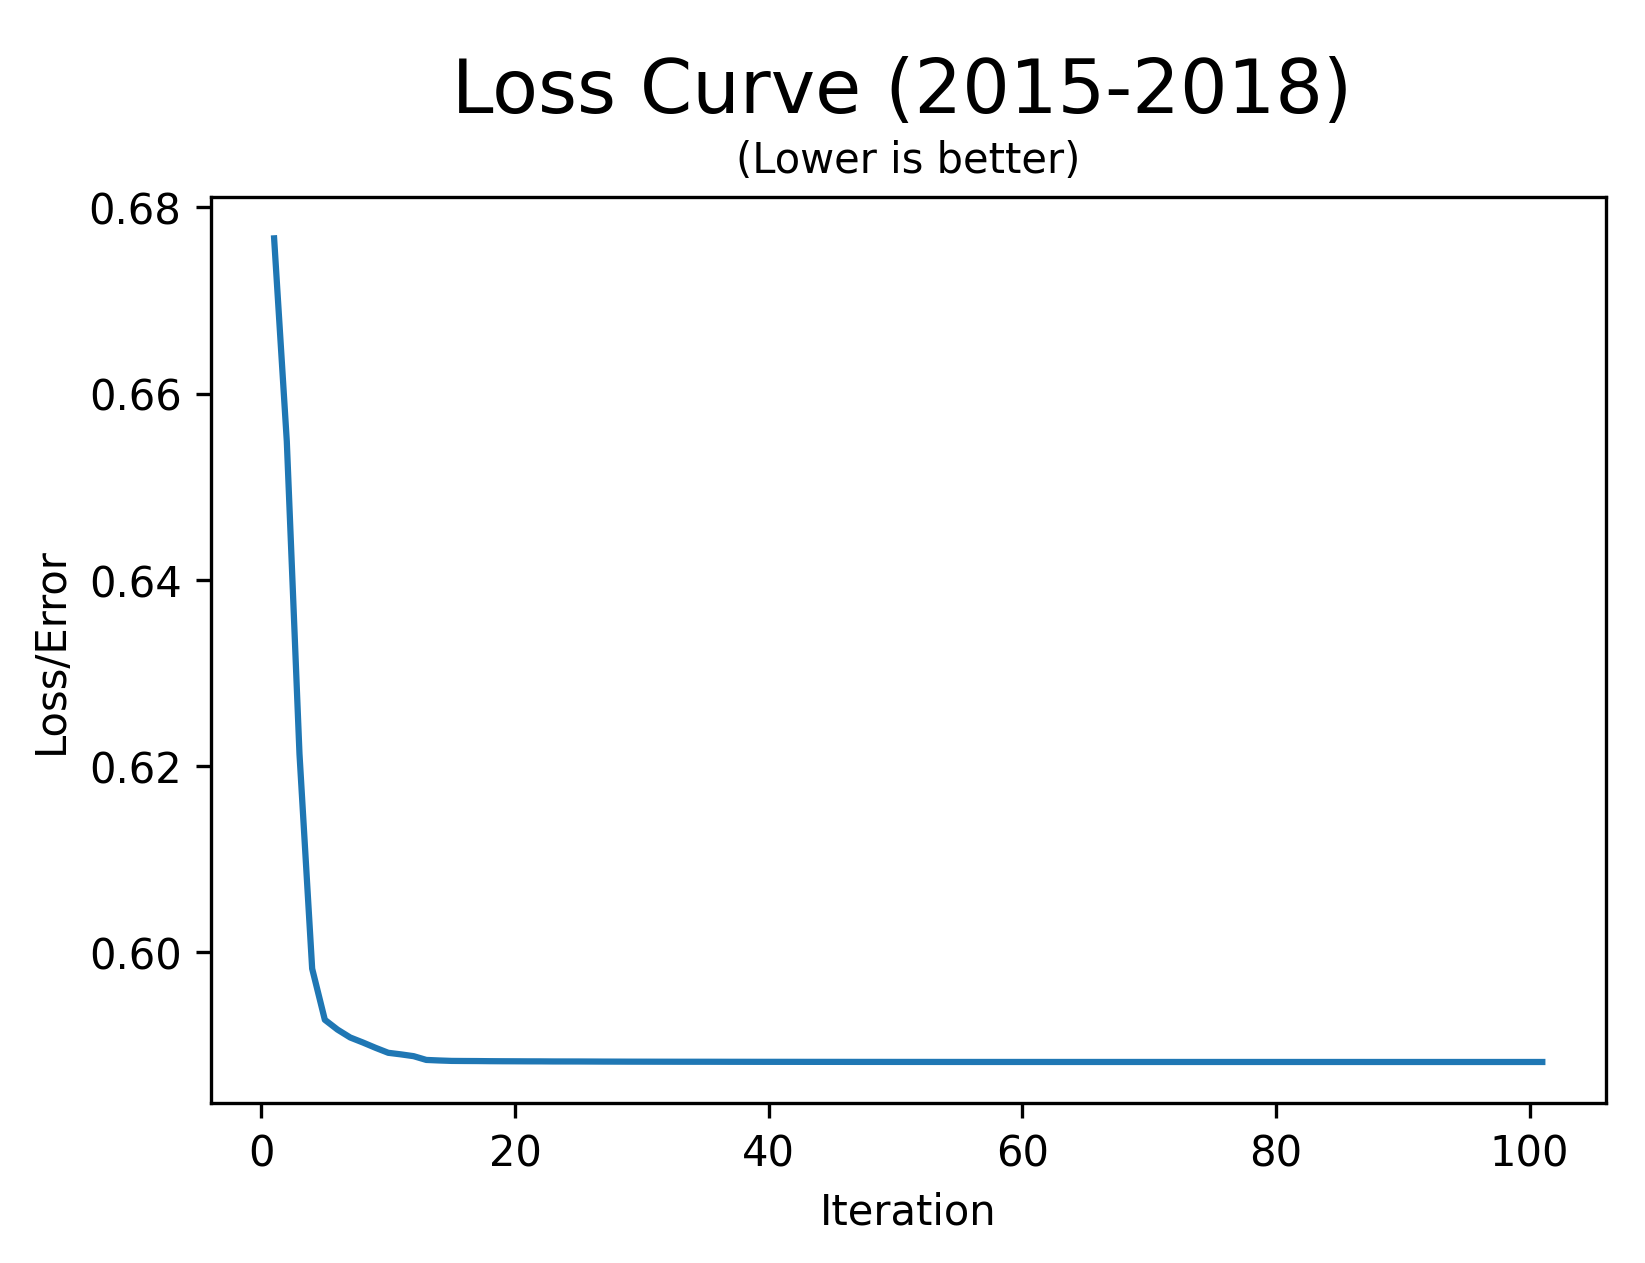 Loss Curve (2015-2018)
(Lower is better)
0.68
0.66
0.64
0.62
0.60
Loss/Error
0 20 40 60 80 100
Iteration